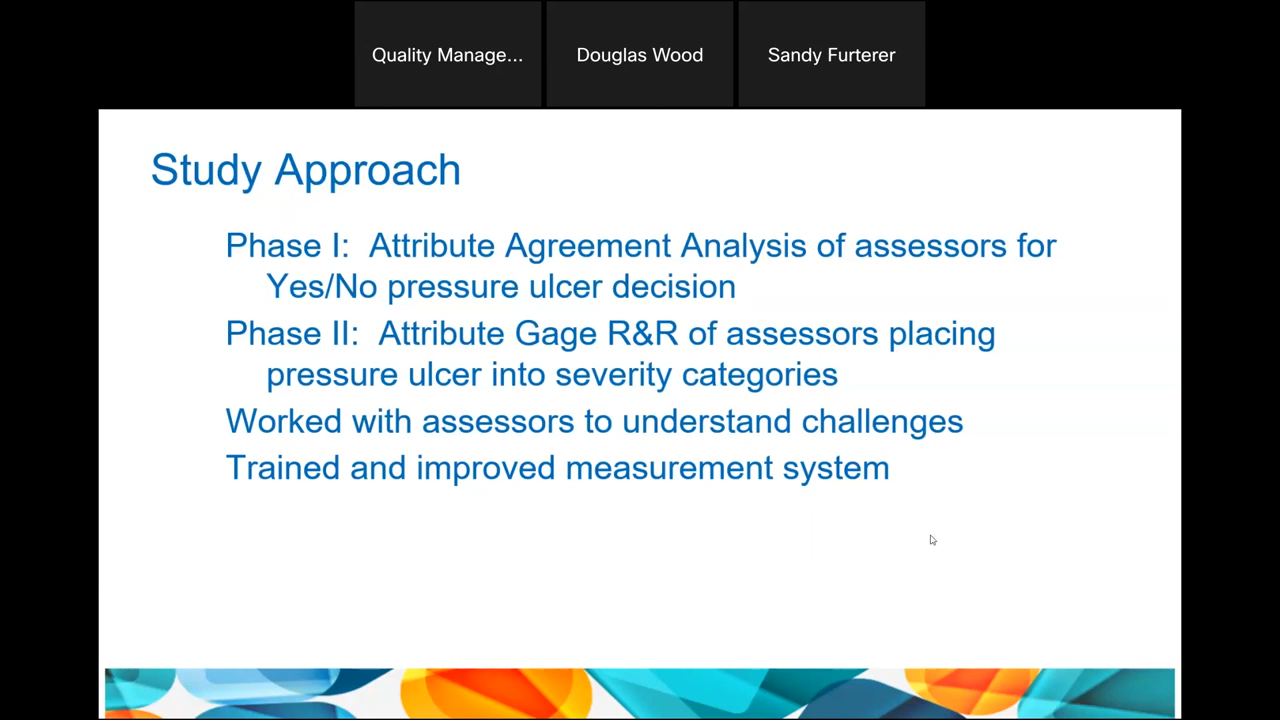 Quality Manage...
Douglas Wood
Sandy Furterer
Study Approach
Phase I: Attribute Agreement Analysis of assessors for
Yes/No pressure ulcer decision
Phase II: Attribute Gage R&R of assessors placing
pressure ulcer into severity categories
Worked with assessors to understand challenges
Trained and improved measurement system